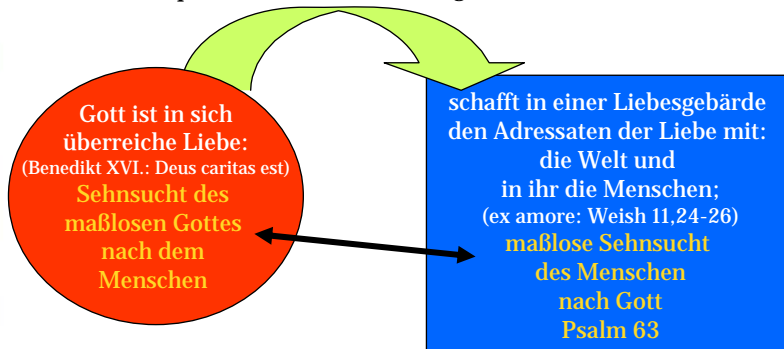 Gott ist in sich
überreiche Liebe:
(Benedikt XVI.: Deus caritas est)
Sehnsucht des
maßlosen Gottes
nach dem
Menschen
schafft in einer Liebesgebärde
den Adressaten der Liebe mit:
die Welt und
in ihr die Menschen;
(ex amore: Weish 11,24-26)
maßlose Sehnsucht
des Menschen
nach Gott
Psalm 63